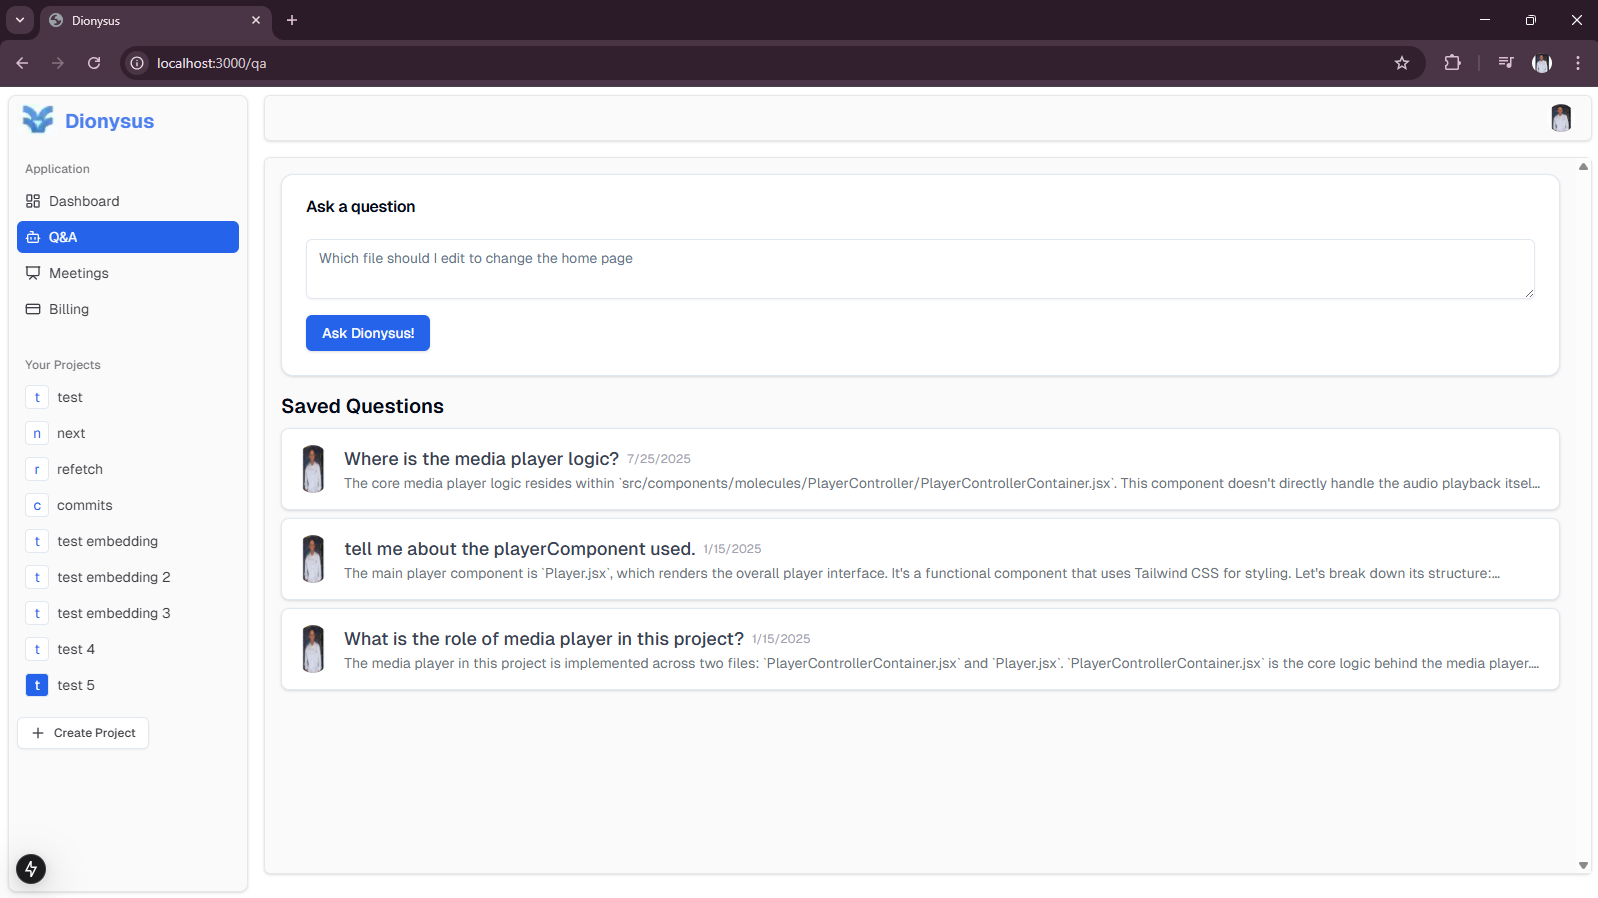 Dionysus
localhost:3000/qa
Dionysus
Application
Dashboard
Q&A
Meetings
Billing
Your Projects
t test
n next
r refetch
c commits
t test embedding
t test embedding 2
t test embedding 3
t test 4
t test 5
Create Project
Ask a question
Which file should I edit to change the home page
Ask Dionysus!
Saved Questions
Where is the media player logic? 7/25/2025
The core media player logic resides within `src/components/molecules/PlayerController/PlayerControllerContainer.jsx`. This component doesn't directly handle the audio playback itsel...
tell me about the playerComponent used. 1/15/2025
The main player component is `Player.jsx`, which renders the overall player interface. It's a functional component that uses Tailwind CSS for styling. Let's break down its structure:...
What is the role of media player in this project? 1/15/2025
The media player in this project is implemented across two files: `PlayerControllerContainer.jsx` and `Player.jsx`. `PlayerControllerContainer.jsx` is the core logic behind the media player....